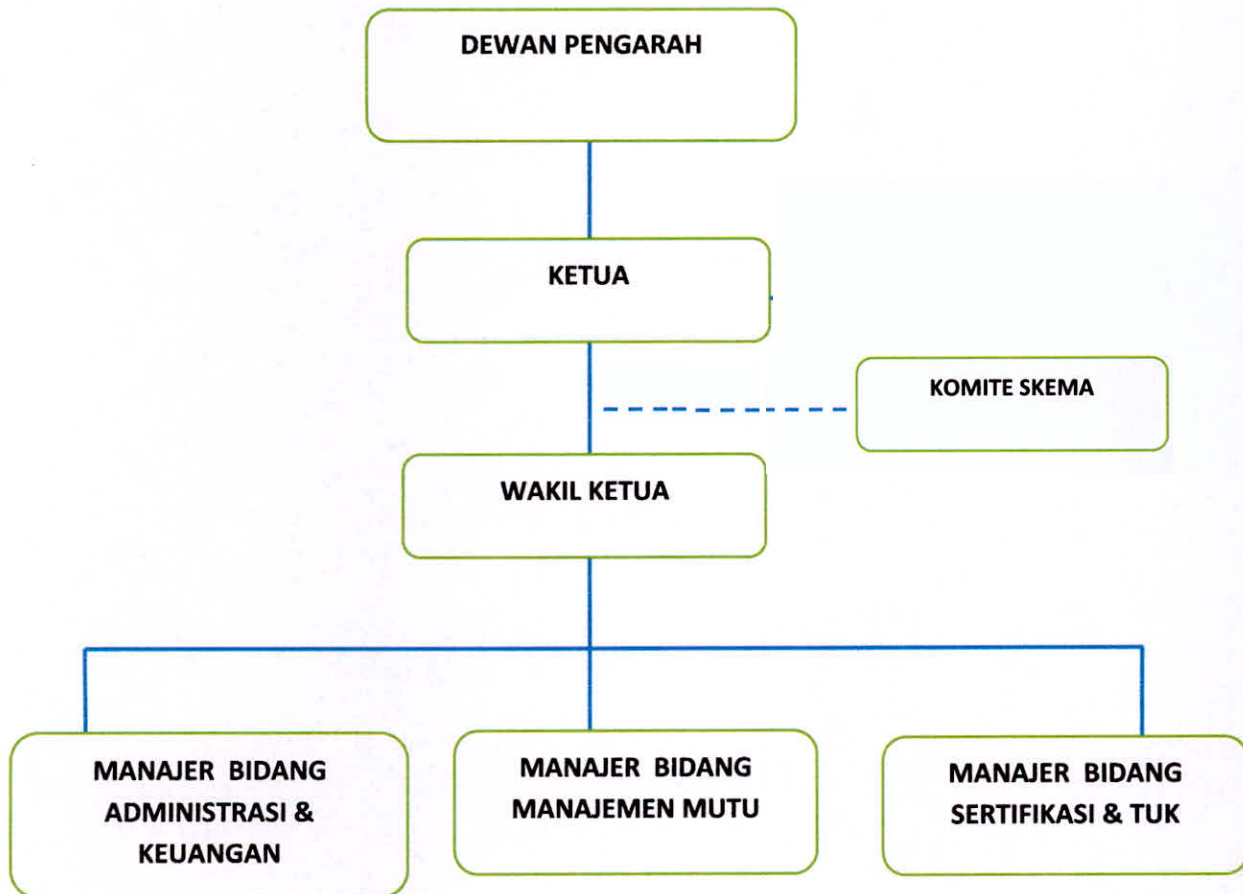 DEWAN PENGARAH
KETUA
KOMITE SKEMA
WAKIL KETUA
MANAJER BIDANG
ADMINISTRASI &
KEUANGAN
MANAJER BIDANG
MANAJEMEN MUTU
MANAJER BIDANG
SERTIFIKASI & TUK